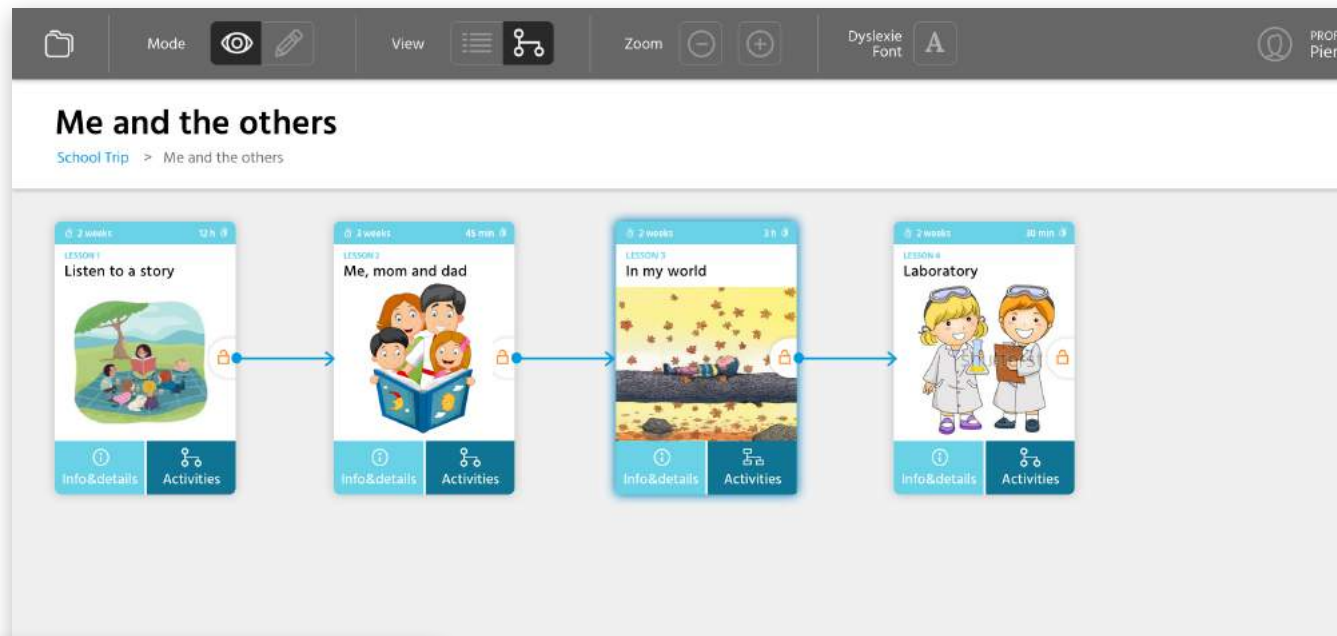 Mode
View
Zoom
Dyslexie
Font
A
PROF
Pier
Me and the others
School Trip > Me and the others
2 weeks 12 h
LESSON 1
Listen to a story
Info&details
Activities
3 weeks 45 min
LESSON 2
Me, mom and dad
Info&details
Activities
2 weeks 3 h
LESSON 3
In my world
Info&details
Activities
2 weeks 30 min
LESSON 4
Laboratory
Info&details
Activities